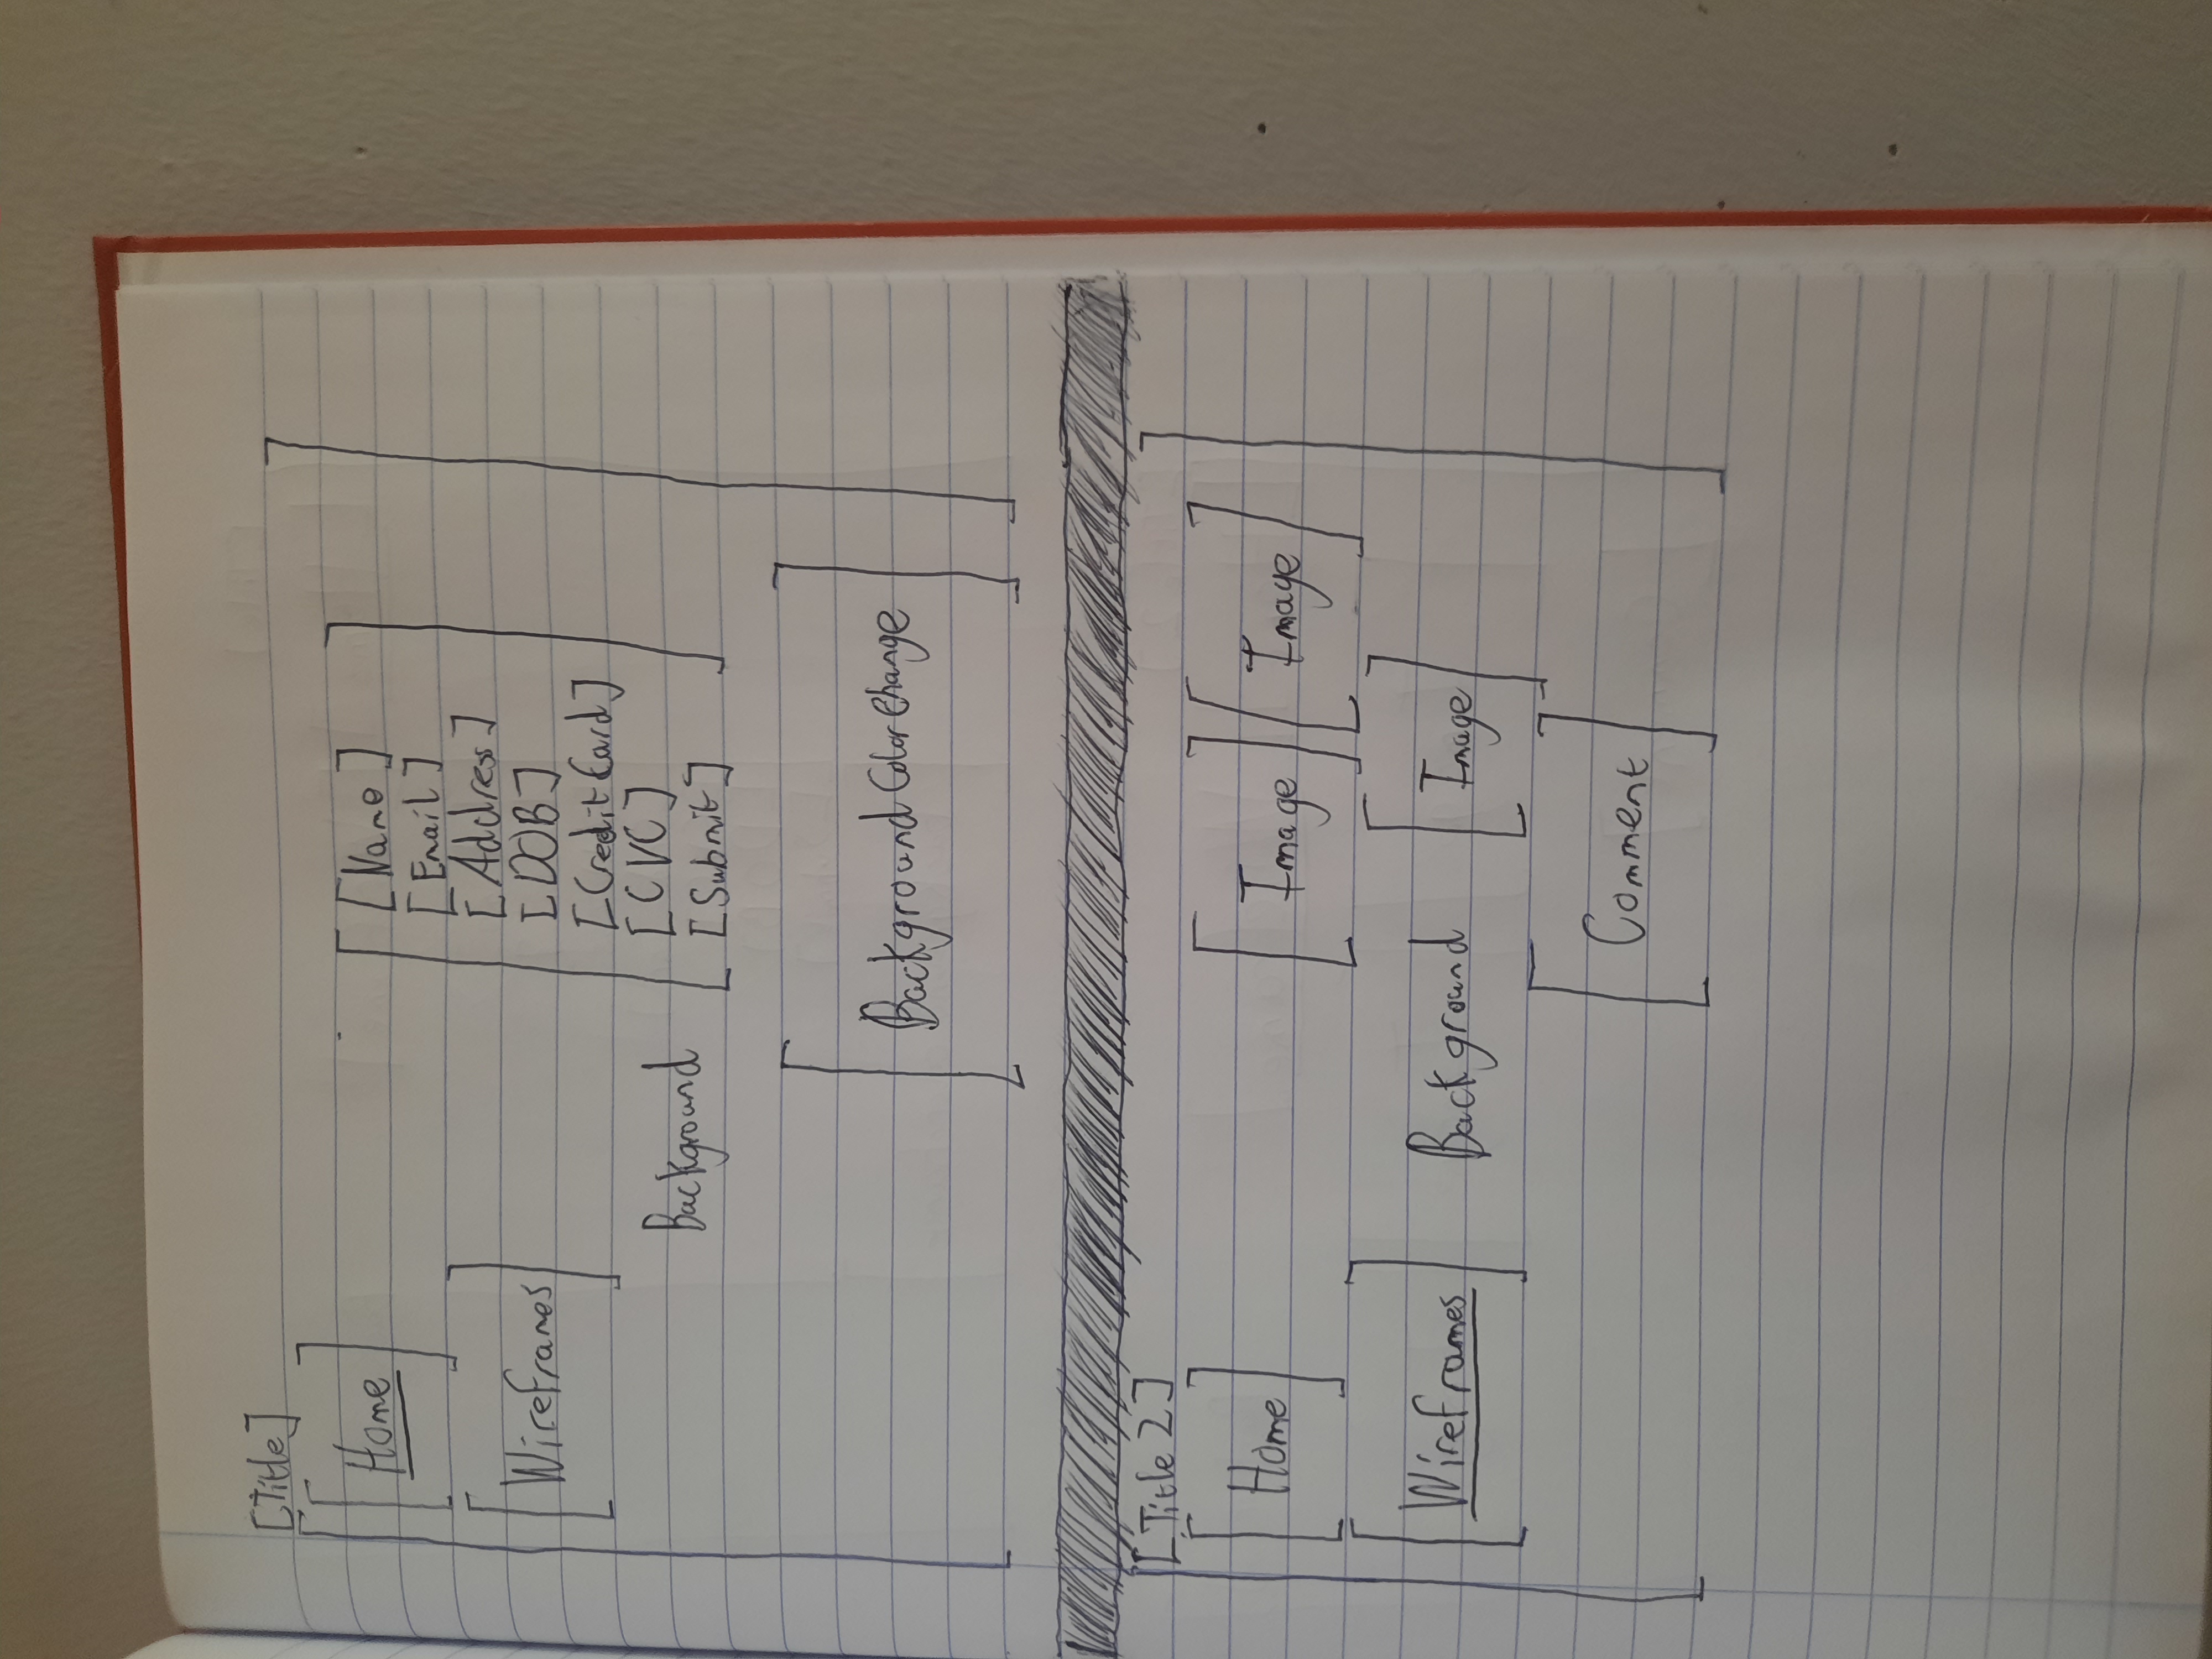 [Title]
[Home]
[Name]
[Email]
[Address]
[DOB]
[Wireframes]
[Credit Card]
[CVC]
Background
[Submit]
[Background Color Change]
[Title 2]
[Home] [Image] [Image]
[Wireframes] Background [Image]
[Comment]